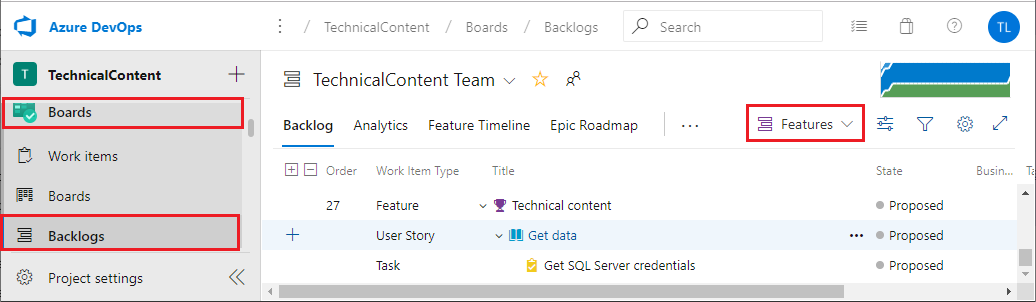 Azure DevOps
/ TechnicalContent / Boards / Backlogs
Search
TL
T TechnicalContent
Boards
Work items
Boards
Backlogs
Project settings
TechnicalContent Team
Backlog Analytics Feature Timeline Epic Roadmap
Features
Order Work Item Type Title State Busin... Ta
27 Feature Technical content Proposed
User Story Get data Proposed
Task Get SQL Server credentials Proposed